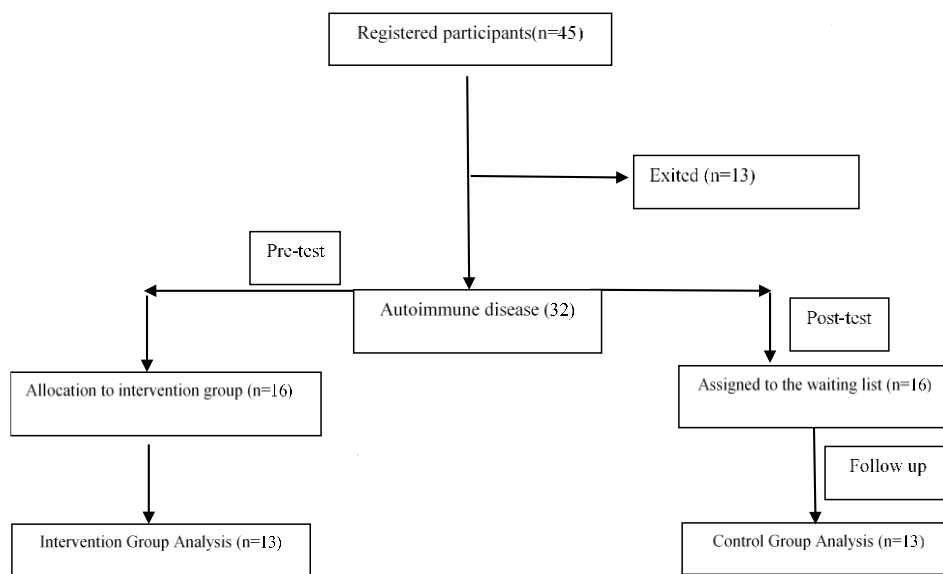 Registered participants(n=45)
Exited (n=13)
Pre-test
Autoimmune disease (32)
Post-test
Allocation to intervention group (n=16)
Assigned to the waiting list (n=16)
Follow up
Intervention Group Analysis (n=13)
Control Group Analysis (n=13)